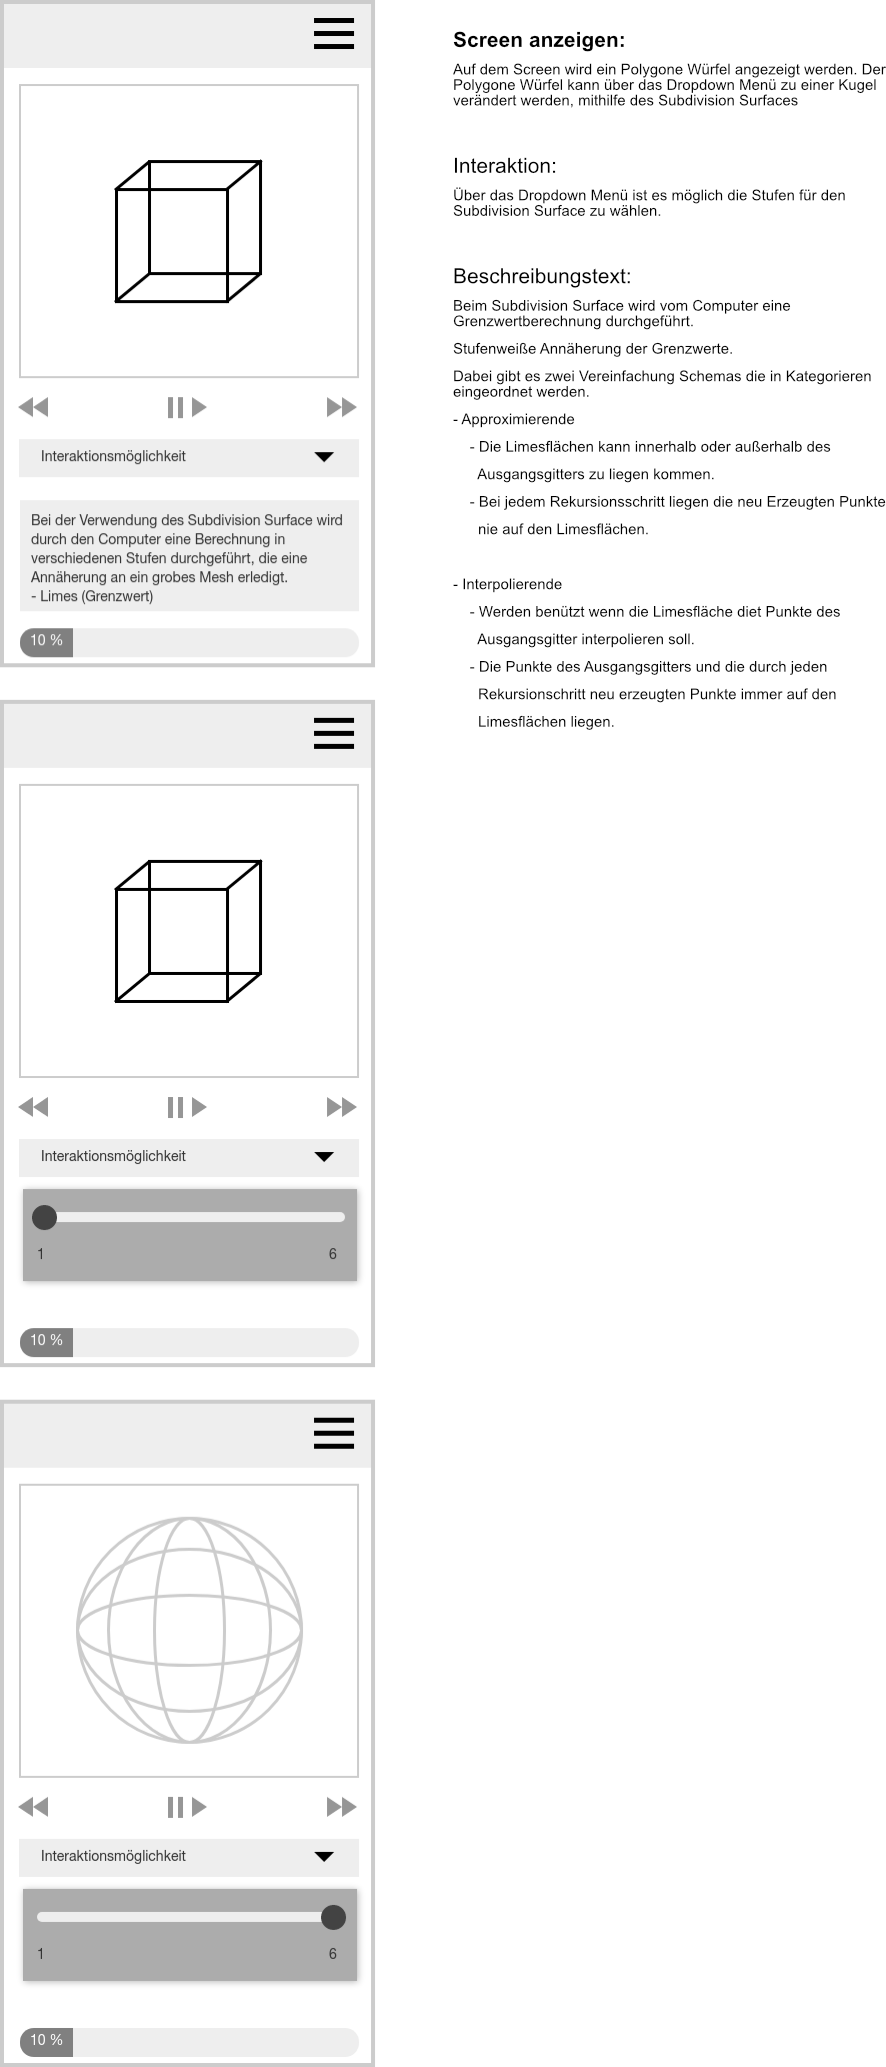 Screen anzeigen:
Auf dem Screen wird ein Polygone Würfel angezeigt werden. Der
Polygone Würfel kann über das Dropdown Menü zu einer Kugel
verändert werden, mithilfe des Subdivision Surfaces
Interaktion:
Über das Dropdown Menü ist es möglich die Stufen für den
Subdivision Surface zu wählen.
Beschreibungstext:
Beim Subdivision Surface wird vom Computer eine
Grenzwertberechnung durchgeführt.
Stufenweiße Annäherung der Grenzwerte.
Dabei gibt es zwei Vereinfachung Schemas die in Kategorieren
eingeordnet werden.
- Approximierende
- Die Limesflächen kann innerhalb oder außerhalb des
Ausgangsgitters zu liegen kommen.
- Bei jedem Rekursionsschritt liegen die neu Erzeugten Punkte
nie auf den Limesflächen.
- Interpolierende
- Werden benützt wenn die Limesfläche diet Punkte des
Ausgangsgitter interpolieren soll.
- Die Punkte des Ausgangsgitters und die durch jeden
Rekursionschritt neu erzeugten Punkte immer auf den
Limesflächen liegen.
Interaktionsmöglichkeit
Bei der Verwendung des Subdivision Surface wird
durch den Computer eine Berechnung in
verschiedenen Stufen durchgeführt, die eine
Annäherung an ein grobes Mesh erledigt.
- Limes (Grenzwert)
10 %
Interaktionsmöglichkeit
1 6
10 %
Interaktionsmöglichkeit
1 6
10 %